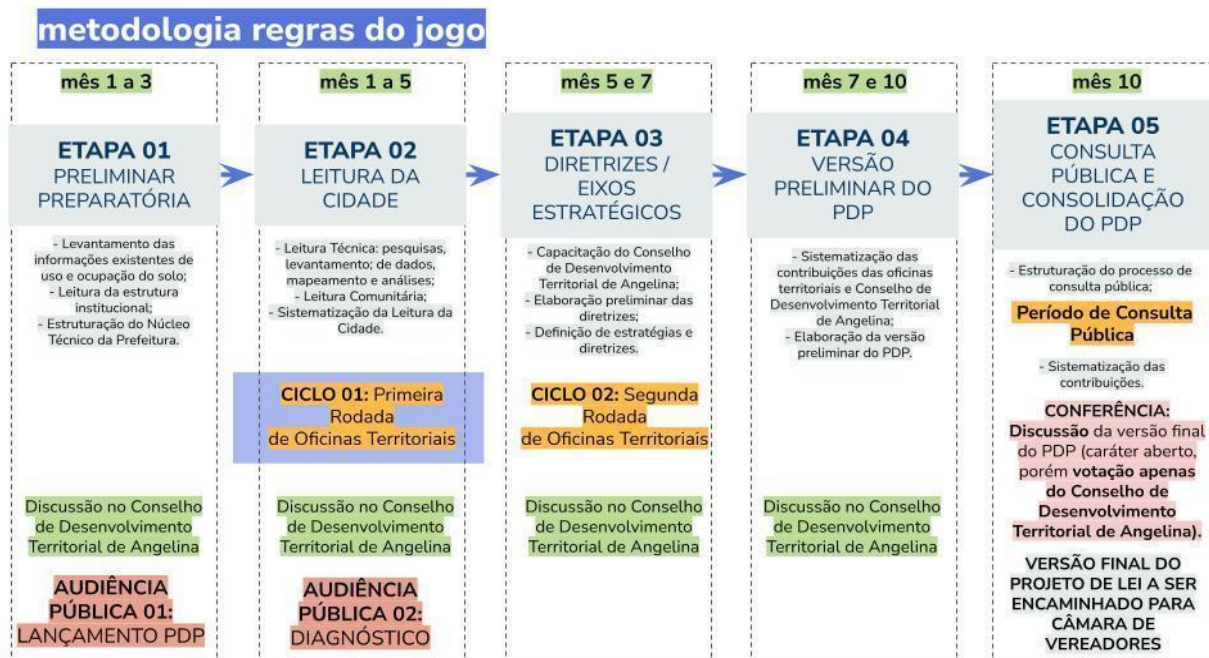 metodologia regras do jogo
mês 1 a 3
ETAPA 01
PRELIMINAR
PREPARATÓRIA
- Levantamento das
informações existentes de
uso e ocupação do solo;
- Leitura da estrutura
institucional;
- Estruturação do Núcleo
Técnico da Prefeitura.
Discussão no Conselho
de Desenvolvimento
Territorial de Angelina
AUDIÊNCIA
PÚBLICA 01:
LANÇAMENTO PDP
mês 1 a 5
ETAPA 02
LEITURA DA
CIDADE
- Leitura Técnica: pesquisas,
levantamento; de dados,
mapeamento e análises;
- Leitura Comunitária;
- Sistematização da Leitura da
Cidade.
CICLO 01: Primeira
Rodada
de Oficinas Territoriais
Discussão no Conselho
de Desenvolvimento
Territorial de Angelina
AUDIÊNCIA
PÚBLICA 02:
DIAGNÓSTICO
mês 5 e 7
ETAPA 03
DIRETRIZES /
EIXOS
ESTRATÉGICOS
- Capacitação do Conselho
de Desenvolvimento
Territorial de Angelina;
- Elaboração preliminar das
diretrizes;
- Definição de estratégias e
diretrizes.
CICLO 02: Segunda
Rodada
de Oficinas Territoriais
Discussão no Conselho
de Desenvolvimento
Territorial de Angelina
mês 7 e 10
ETAPA 04
VERSÃO
PRELIMINAR DO
PDP
- Sistematização das
contribuições das oficinas
territoriais e Conselho de
Desenvolvimento Territorial
de Angelina;
- Elaboração da versão
preliminar do PDP.
Discussão no Conselho
de Desenvolvimento
Territorial de Angelina
mês 10
ETAPA 05
CONSULTA
PÚBLICA E
CONSOLIDAÇÃO
DO PDP
- Estruturação do processo de
consulta pública;
Período de Consulta
Pública
- Sistematização das
contribuições.
CONFERÊNCIA:
Discussão da versão final
do PDP (caráter aberto,
porém votação apenas
do Conselho de
Desenvolvimento
Territorial de Angelina).
VERSÃO FINAL DO
PROJETO DE LEI A SER
ENCAMINHADO PARA
CÂMARA DE
VEREADORES